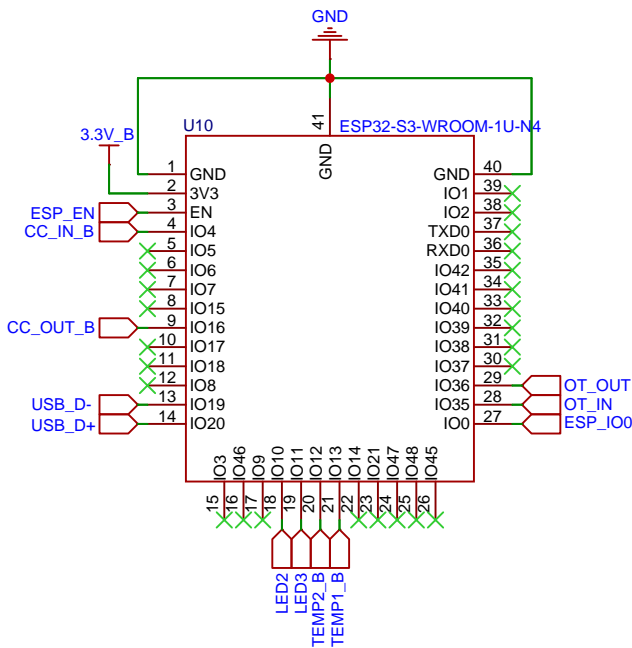 GND
U10
ESP32-S3-WROOM-1U-N4
41
GND
3.3V_B
1 GND
2 3V3
ESP_EN 3 EN
CC_IN_B 4 IO4
5 IO5
6 IO6
7 IO7
8 IO15
CC_OUT_B 9 IO16
10 IO17
11 IO18
12 IO8
USB_D- 13 IO19
USB_D+ 14 IO20
GND 40
IO1 39
IO2 38
TXD0 37
RXD0 36
IO42 35
IO41 34
IO40 33
IO39 32
IO38 31
IO37 30
IO36 29 OT_OUT
IO35 28 OT_IN
IO0 27 ESP_IO0
IO3 15
IO46 16
IO9 17
IO10 18 LED2
IO11 19 LED3
IO12 20 TEMP2_B
IO13 21 TEMP1_B
IO14 22
IO21 23
IO47 24
IO48 25
IO45 26